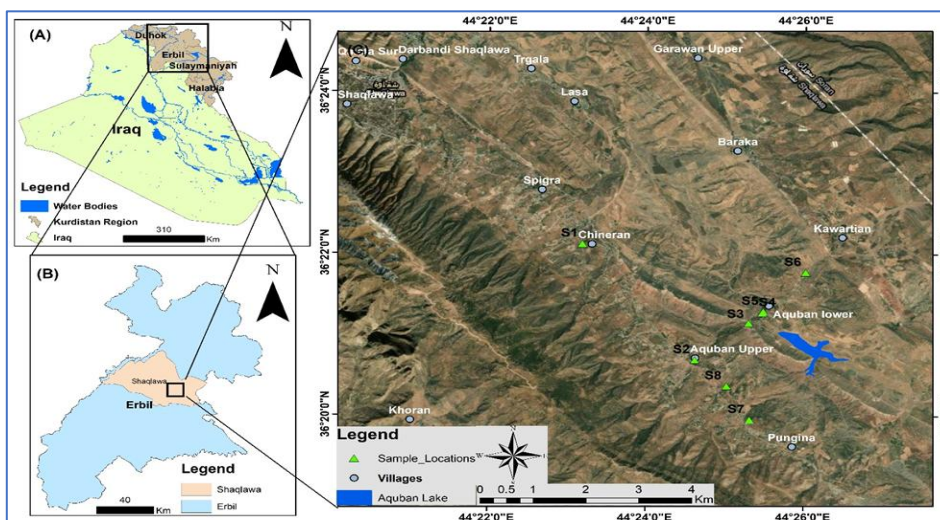 (A)
Duhok
Erbil
Sulaymaniyah
Halabja
Iraq
N
Legend
Water Bodies
Kurdistan Region
Iraq
310
Km
(B)
N
Shaqlawa
Erbil
Legend
Shaqlawa
Erbil
40
Km
44°22'0"E
44°24'0"E
44°26'0"E
36°24'0"N
36°22'0"N
36°20'0"N
(C)
Darbandi Shaqlawa
Garawan Upper
Trgala
Shaqlawa
Lasa
Baraka
Spigra
S1
Chineran
Kawartian
S6
S5
S4
S3
Aquban lower
S2
Aquban Upper
S8
S7
Khoran
Pungina
Legend
Sample_Locations
Villages
Aquban Lake
N
0 0.5 1 2 3 4
Km
44°22'0"E
44°24'0"E
44°26'0"E